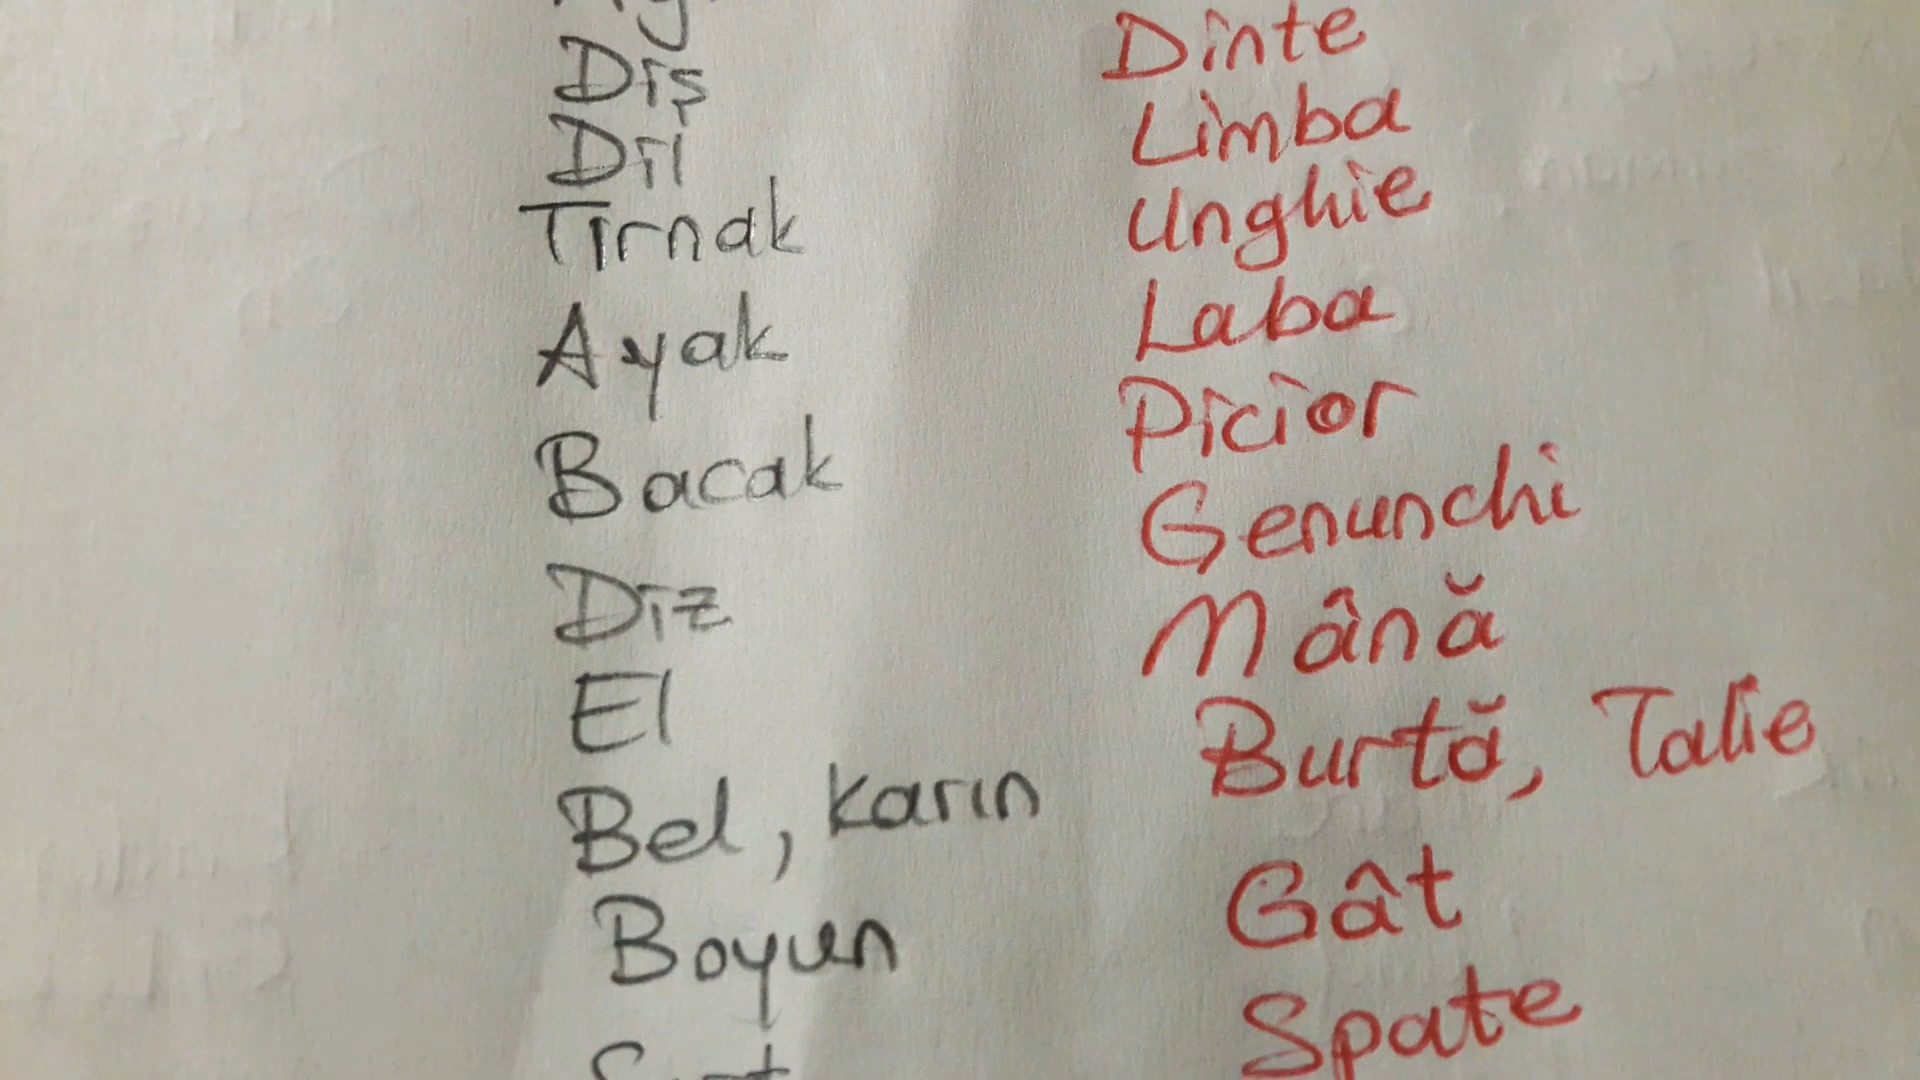 Diş Dinte
Dil Limba
Tırnak Unghie
Ayak Laba
Bacak Picior
Diz Genunchi
El Mână
Bel, Karın Burtă, Talie
Boyun Gât
Spate